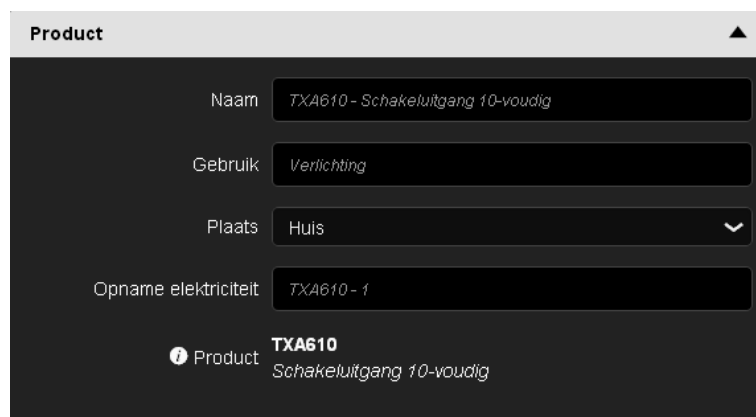 Product
Naam TXA610 - Schakeluitgang 10-voudig
Gebruik Verlichting
Plaats Huis
Opname elektriciteit TXA610 - 1
i Product TXA610
Schakeluitgang 10-voudig